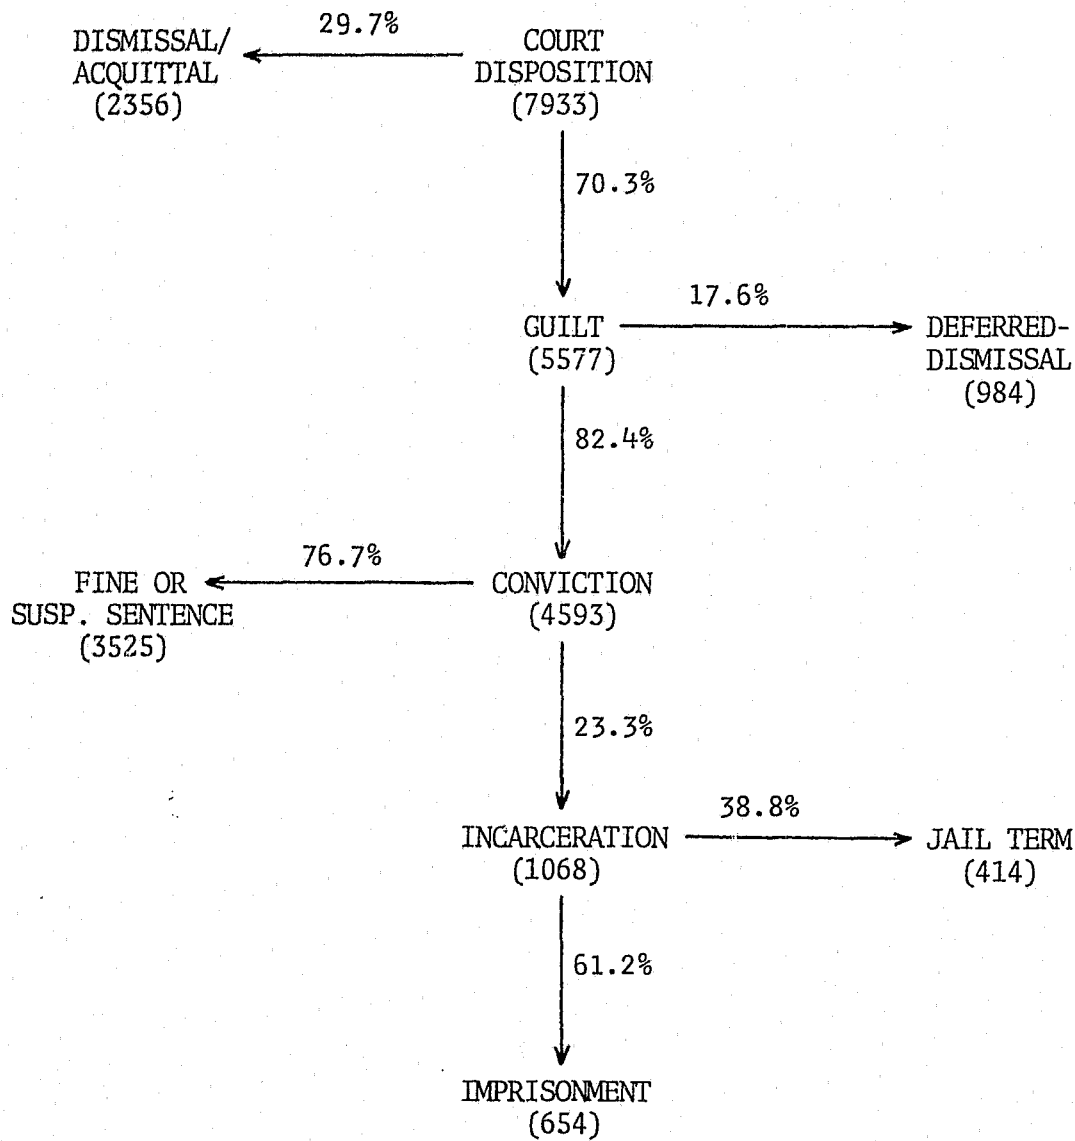 29.7%
DISMISSAL/
ACQUITTAL
(2356)
COURT
DISPOSITION
(7933)
70.3%
17.6%
GUILT
(5577)
DEFERRED-
DISMISSAL
(984)
82.4%
76.7%
FINE OR
SUSP. SENTENCE
(3525)
CONVICTION
(4593)
23.3%
38.8%
INCARCERATION
(1068)
JAIL TERM
(414)
61.2%
IMPRISONMENT
(654)